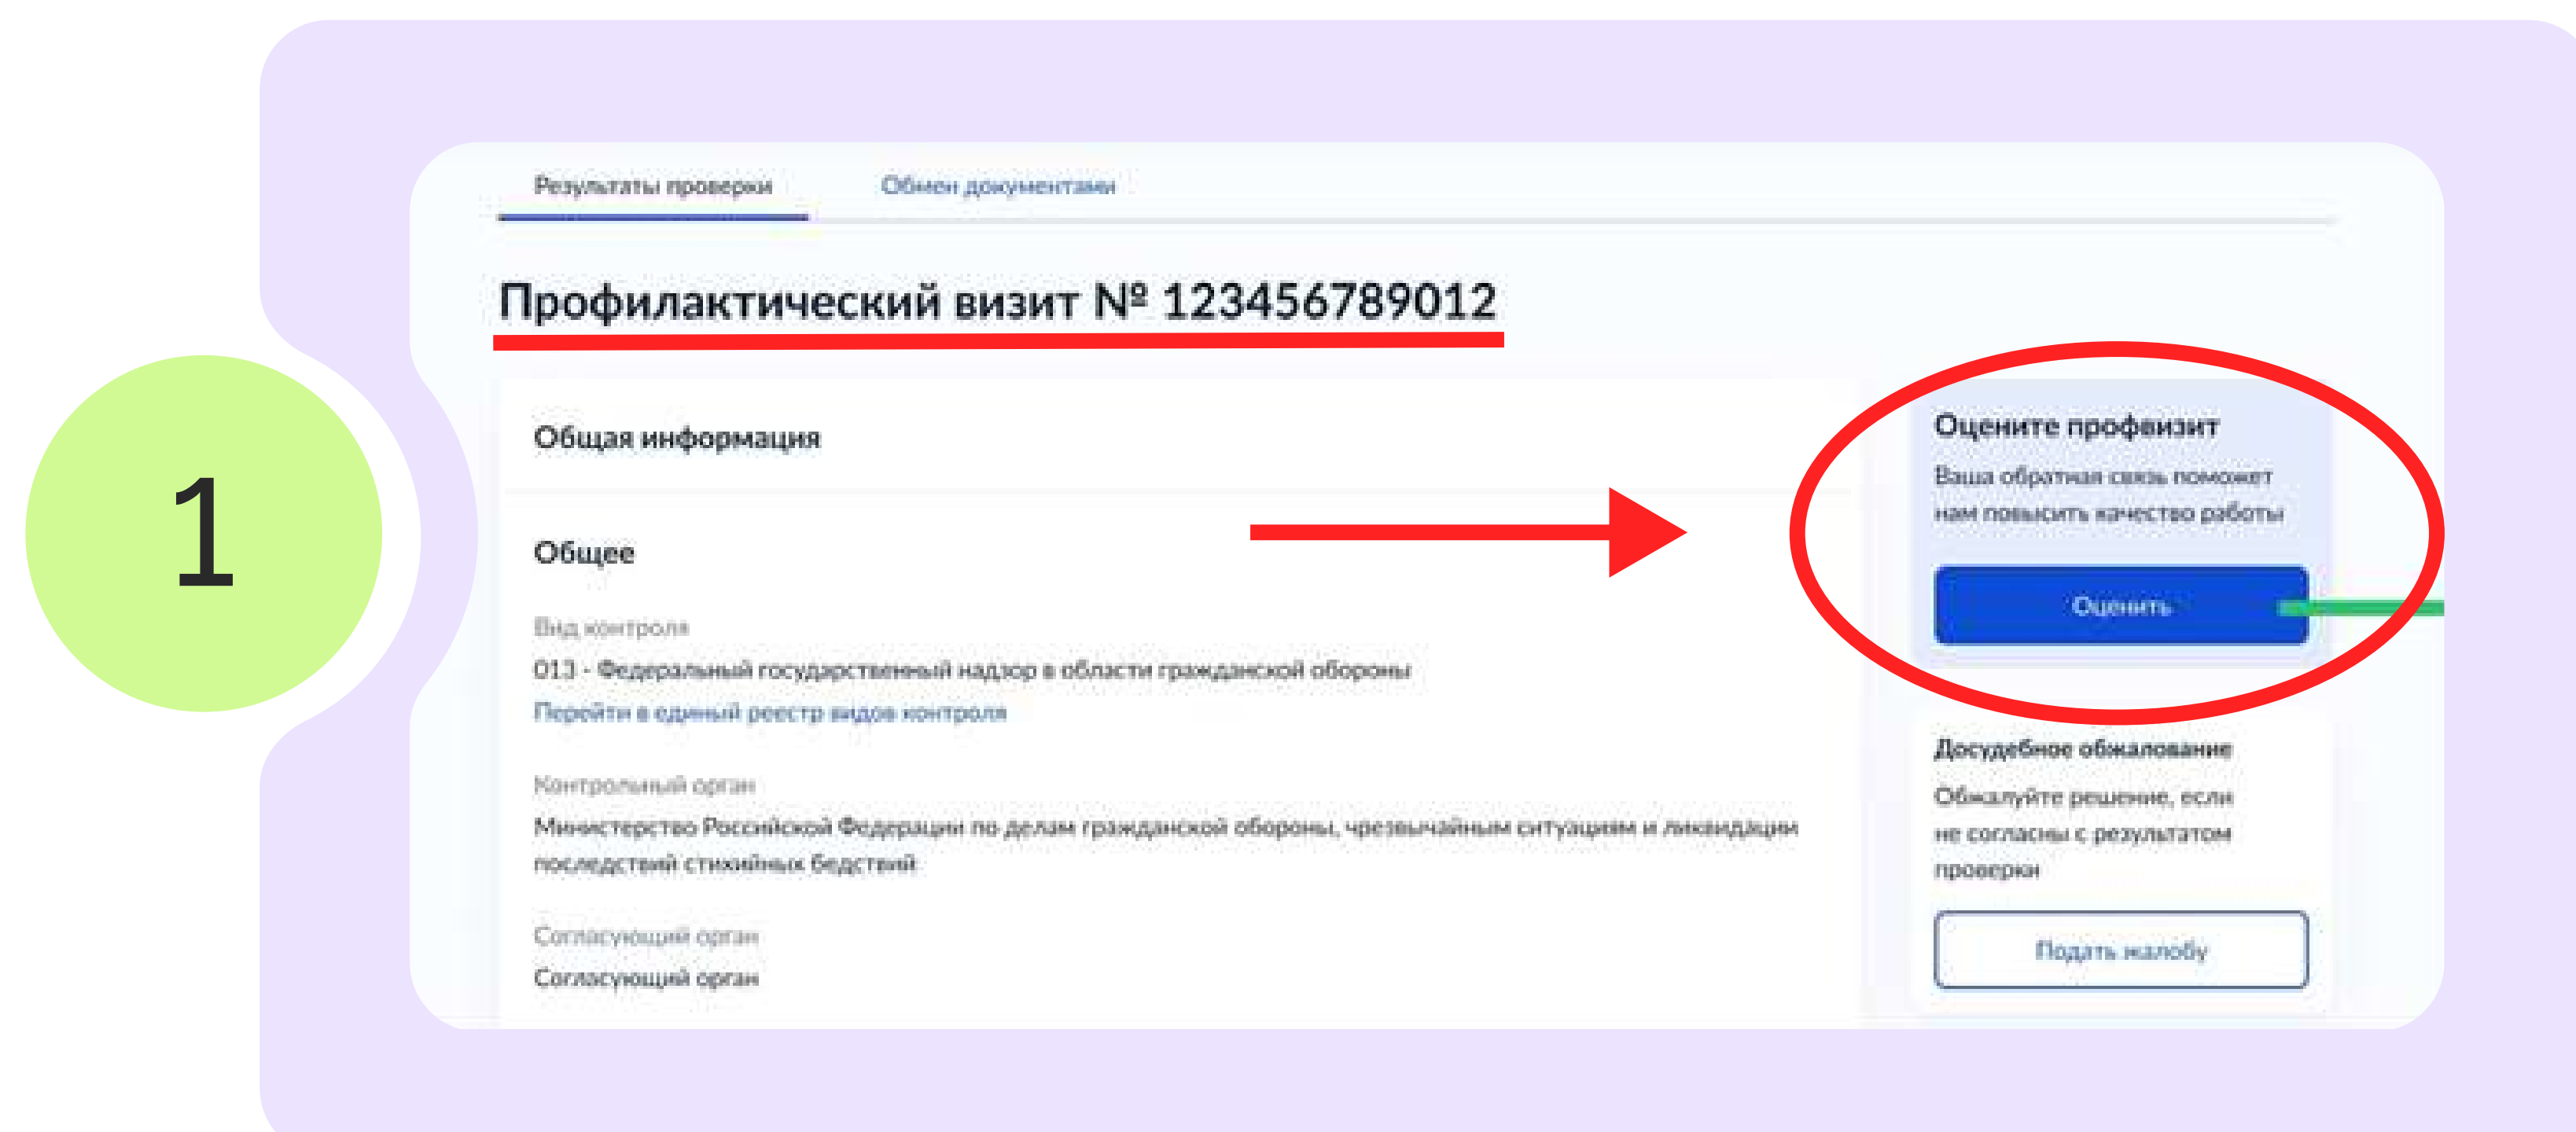 1
Результаты проверки
Обмен документами
Профилактический визит № 123456789012
Общая информация
Общее
Вид контроля
013 - Федеральный государственный надзор в области гражданской обороны
Перейти в единый реестр видов контроля
Контрольный орган
Министерство Российской Федерации по делам гражданской обороны, чрезвычайным ситуациям и ликвидации
последствий стихийных бедствий
Согласующий орган
Согласующий орган
Оцените профвизит
Ваша обратная связь поможет
нам повысить качество работы
Оценить
Досудебное обжалование
Обжалуйте решение, если
не согласны с результатом
проверки
Подать жалобу